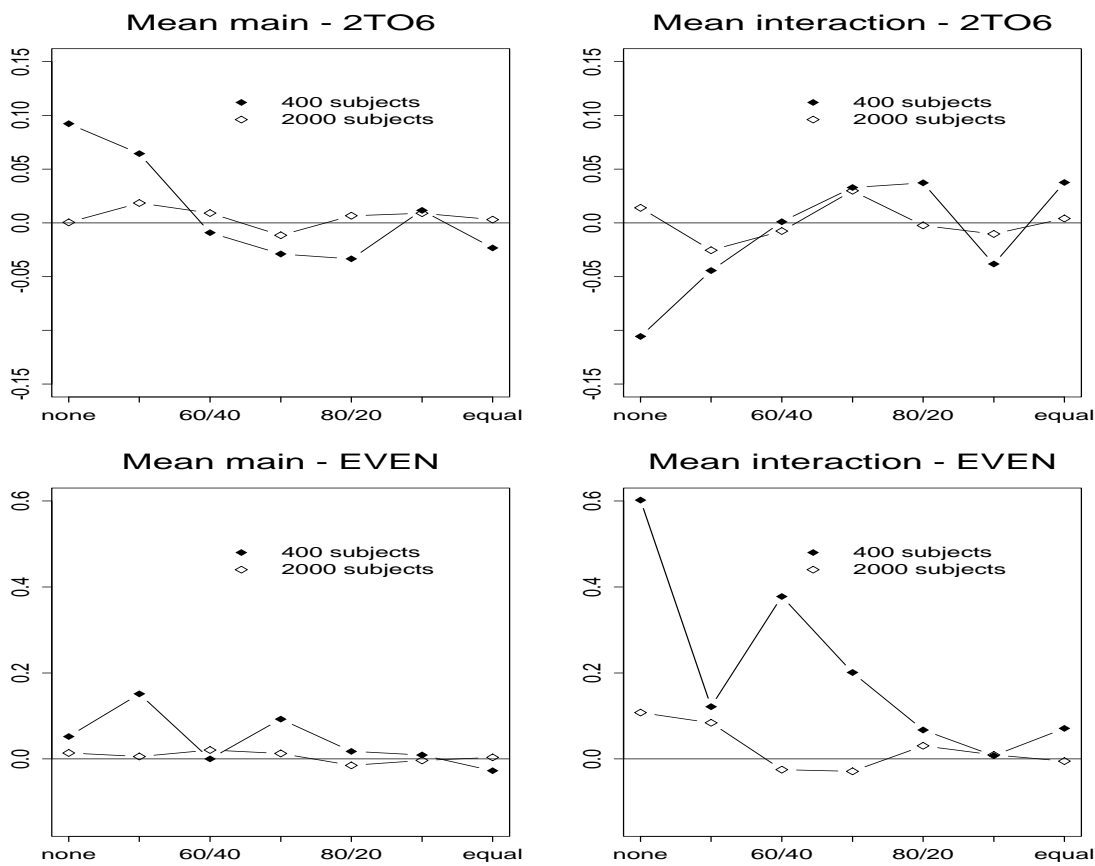 Mean main - 2TO6
0.15
0.10
0.05
0.0
-0.05
-0.15
400 subjects
2000 subjects
none 60/40 80/20 equal
Mean interaction - 2TO6
0.15
0.10
0.05
0.0
-0.05
-0.15
400 subjects
2000 subjects
none 60/40 80/20 equal
Mean main - EVEN
0.6
0.4
0.2
0.0
400 subjects
2000 subjects
none 60/40 80/20 equal
Mean interaction - EVEN
0.6
0.4
0.2
0.0
400 subjects
2000 subjects
none 60/40 80/20 equal